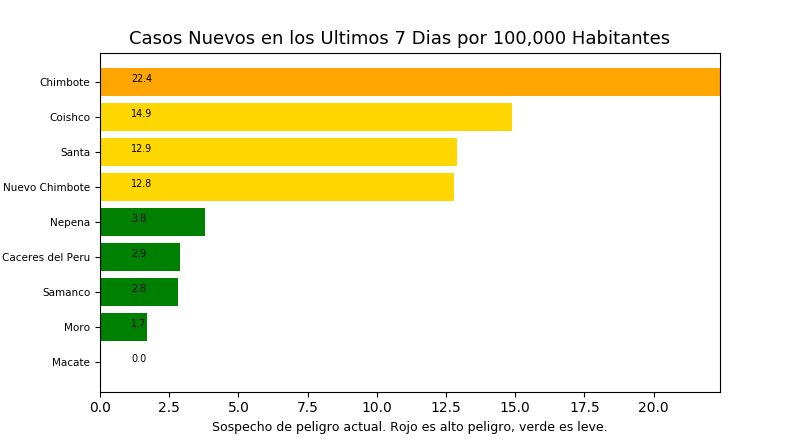 Casos Nuevos en los Ultimos 7 Dias por 100,000 Habitantes
Chimbote 22.4
Coishco 14.9
Santa 12.9
Nuevo Chimbote 12.8
Nepena 3.8
Caceres del Peru 2.9
Samanco 2.8
Moro 1.7
Macate 0.0
0.0 2.5 5.0 7.5 10.0 12.5 15.0 17.5 20.0
Sospecho de peligro actual. Rojo es alto peligro, verde es leve.